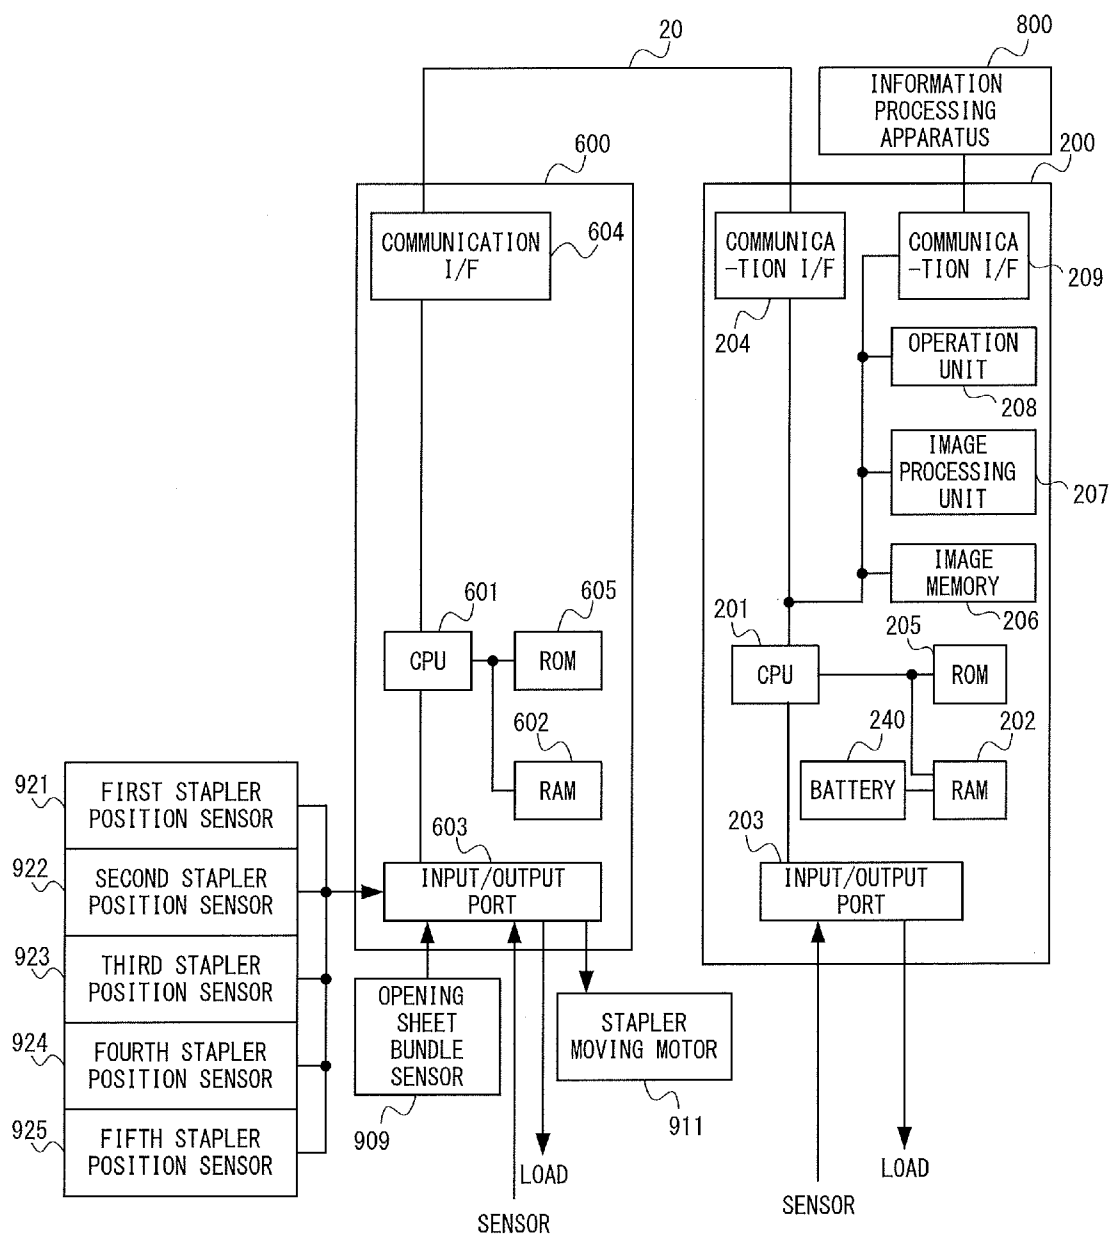 20
800
INFORMATION
PROCESSING
APPARATUS
600
200
COMMUNICATION
I/F
604
COMMUNICA
-TION I/F
204
COMMUNICA
-TION I/F
209
OPERATION
UNIT
208
IMAGE
PROCESSING
UNIT
207
IMAGE
MEMORY
206
601
CPU
605
ROM
602
RAM
201
CPU
205
ROM
240
BATTERY
202
RAM
603
INPUT/OUTPUT
PORT
203
INPUT/OUTPUT
PORT
921
FIRST STAPLER
POSITION SENSOR
922
SECOND STAPLER
POSITION SENSOR
923
THIRD STAPLER
POSITION SENSOR
924
FOURTH STAPLER
POSITION SENSOR
925
FIFTH STAPLER
POSITION SENSOR
OPENING
SHEET
BUNDLE
SENSOR
909
STAPLER
MOVING MOTOR
911
LOAD
SENSOR
LOAD
SENSOR